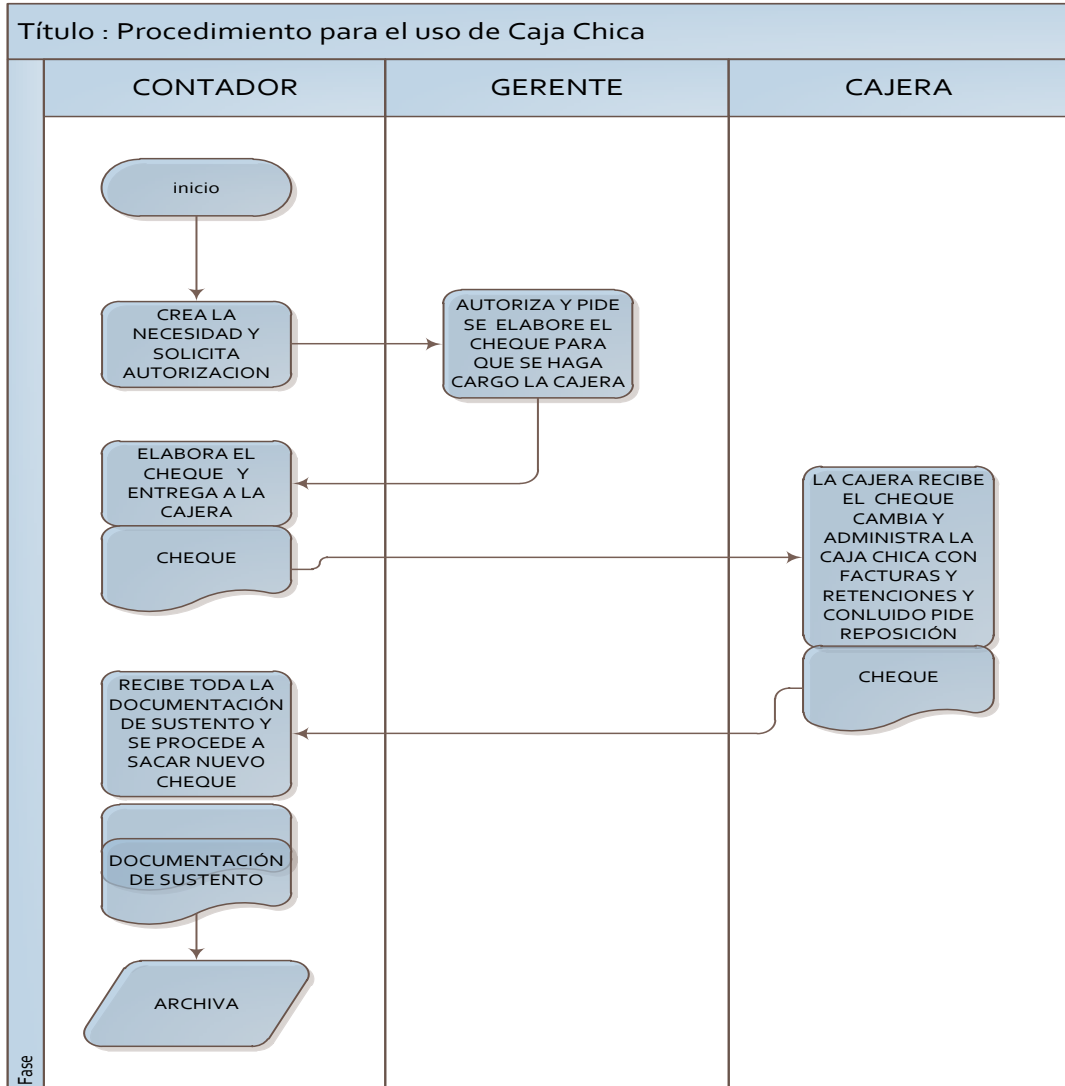 Título : Procedimiento para el uso de Caja Chica
CONTADOR
GERENTE
CAJERA
inicio
CREA LA
NECESIDAD Y
SOLICITA
AUTORIZACION
AUTORIZA Y PIDE
SE ELABORE EL
CHEQUE PARA
QUE SE HAGA
CARGO LA CAJERA
ELABORA EL
CHEQUE Y
ENTREGA A LA
CAJERA
CHEQUE
LA CAJERA RECIBE
EL CHEQUE
CAMBIA Y
ADMINISTRA LA
CAJA CHICA CON
FACTURAS Y
RETENCIONES Y
CONLUIDO PIDE
REPOSICIÓN
CHEQUE
RECIBE TODA LA
DOCUMENTACIÓN
DE SUSTENTO Y
SE PROCEDE A
SACAR NUEVO
CHEQUE
DOCUMENTACIÓN
DE SUSTENTO
ARCHIVA
Fase